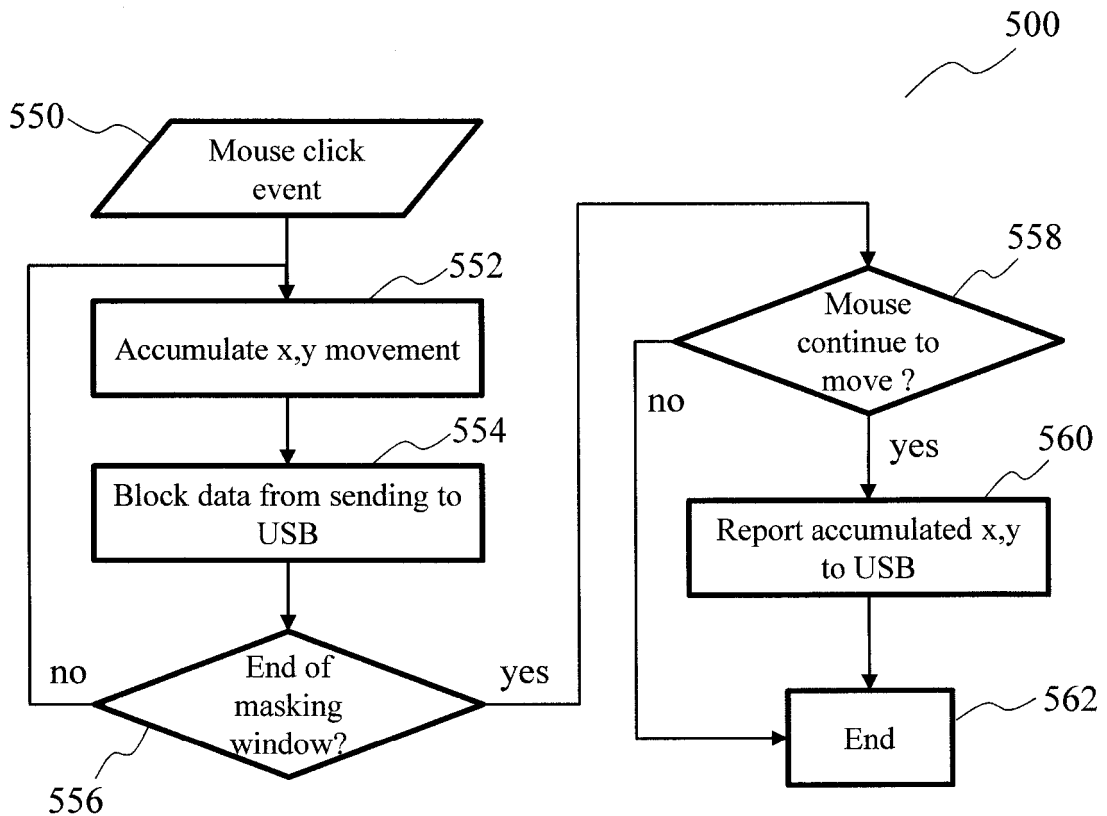 500
550
Mouse click
event
552
Accumulate x,y movement
554
Block data from sending to
USB
no
End of
masking
window?
yes
556
558
Mouse
continue to
move ?
no
yes
560
Report accumulated x,y
to USB
562
End